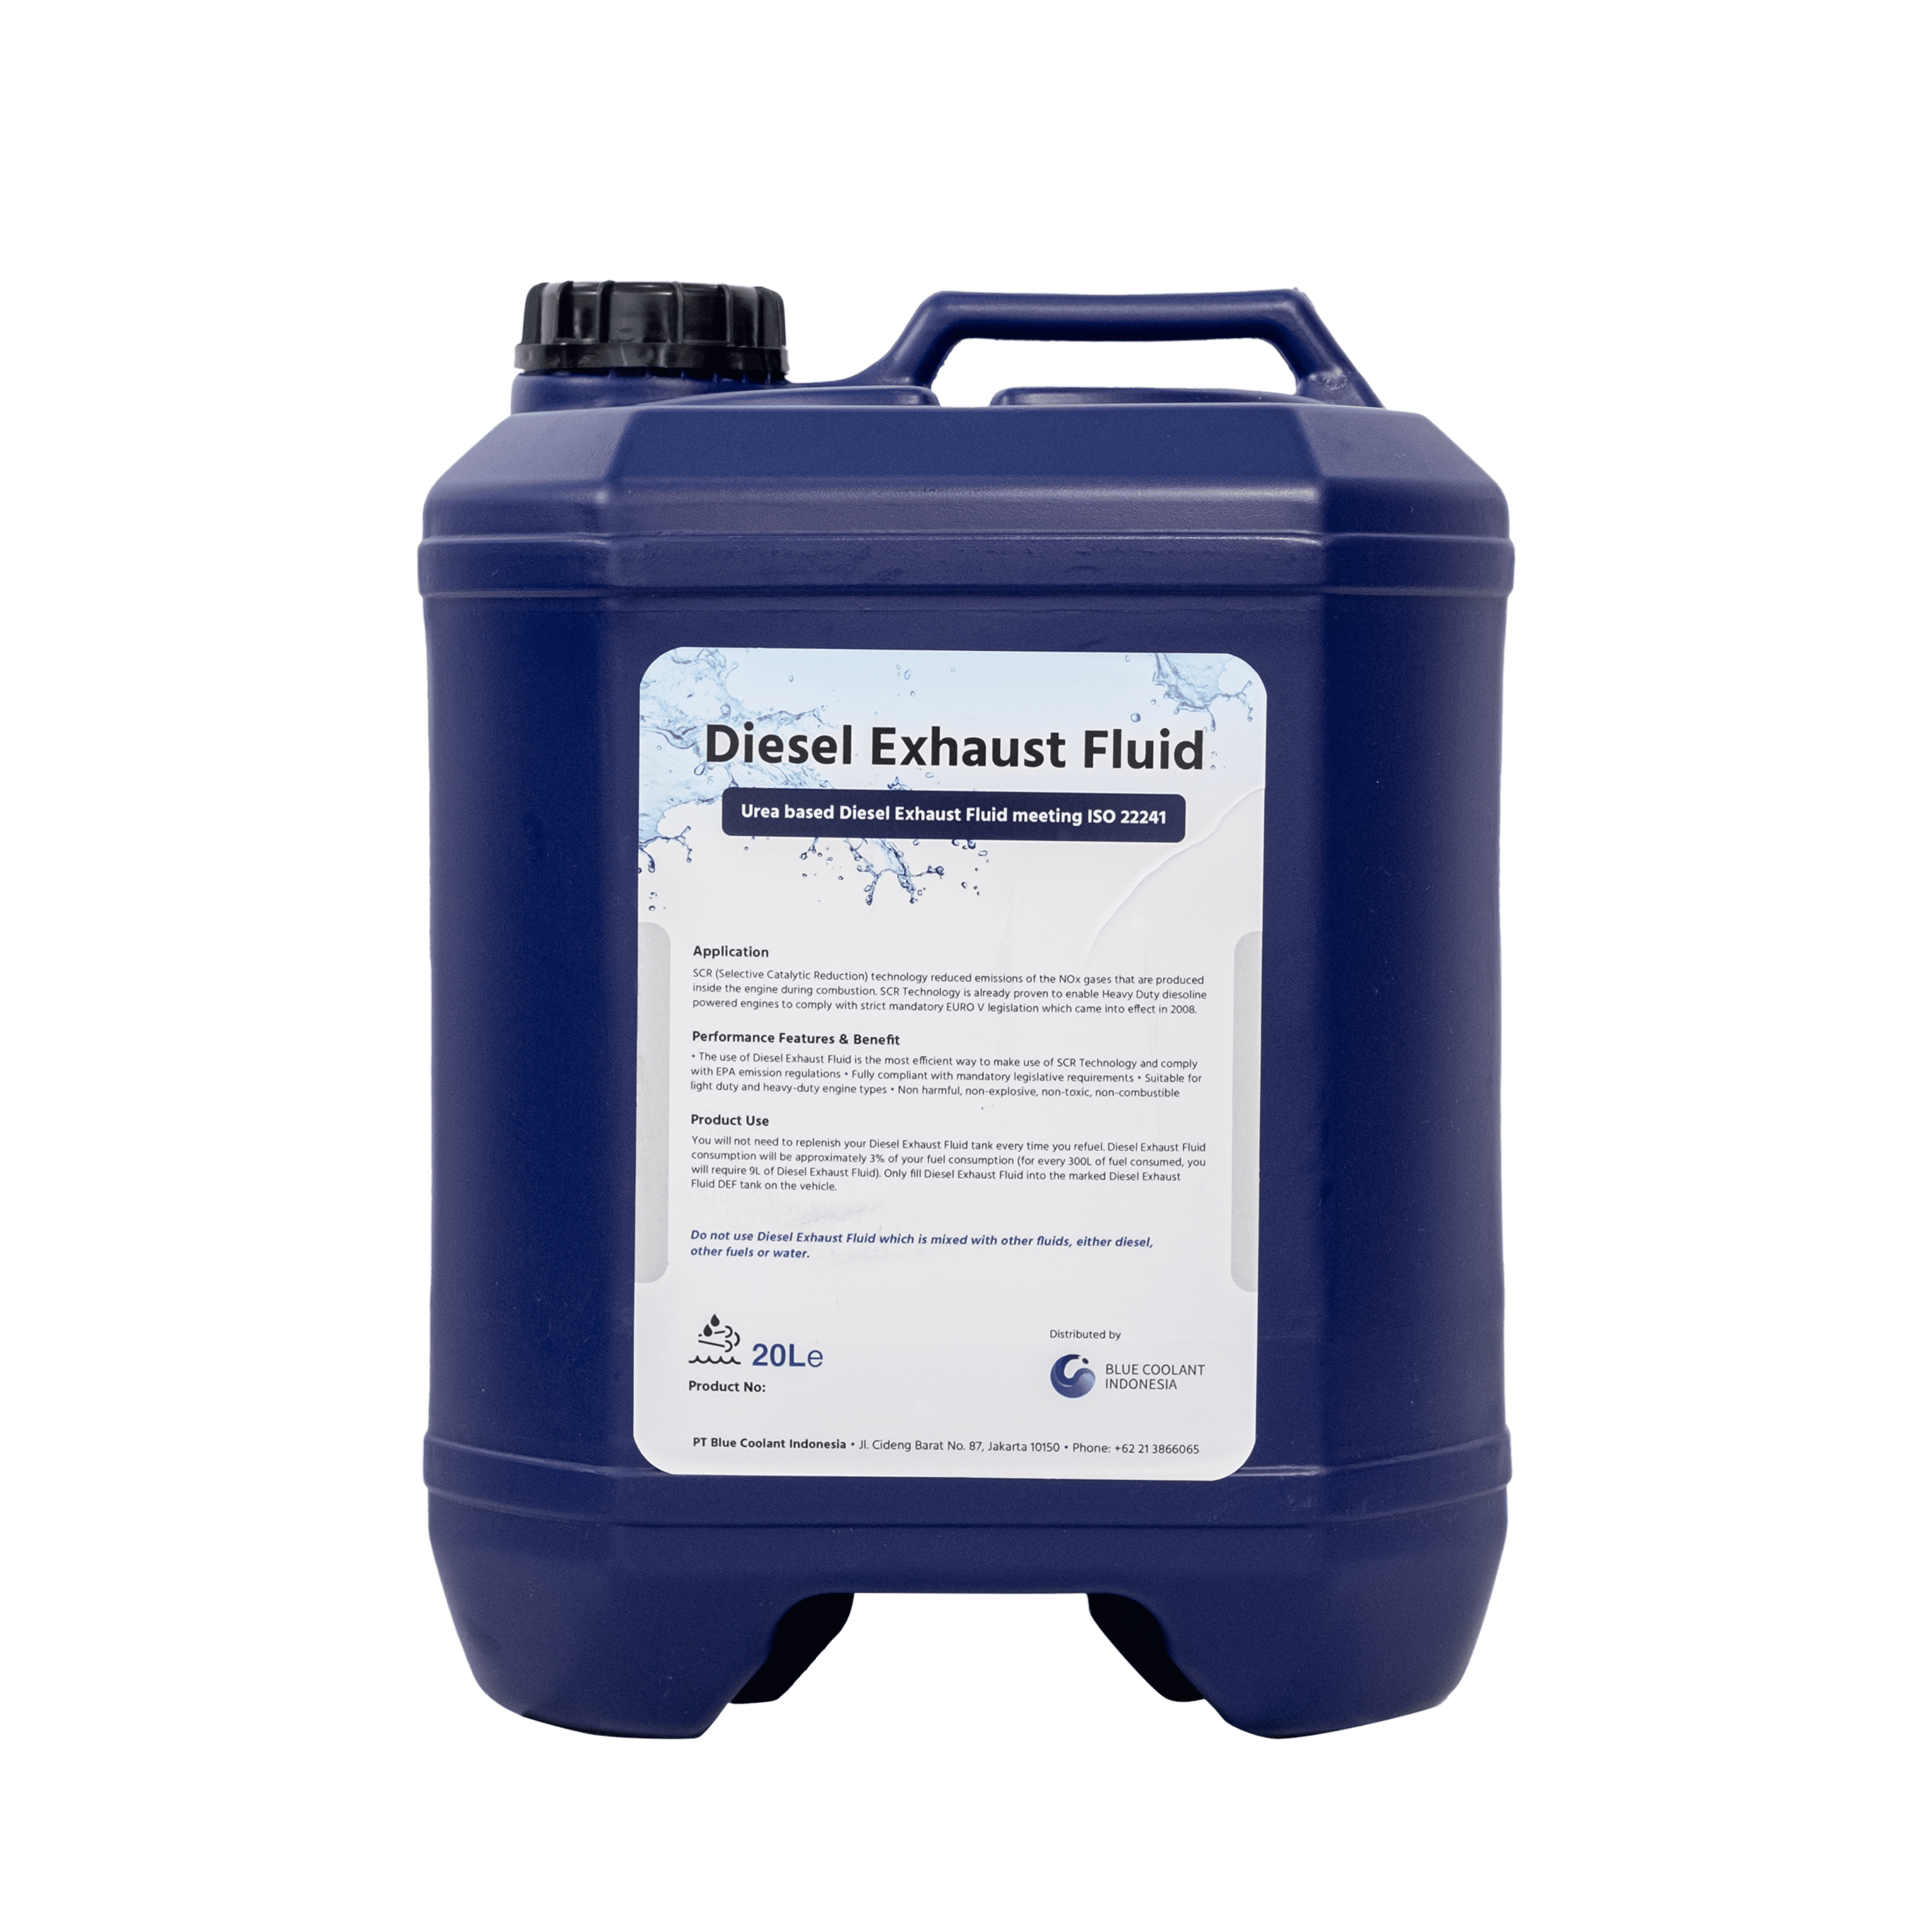 Diesel Exhaust Fluid
Urea based Diesel Exhaust Fluid meeting ISO 22241
Application
SCR (Selective Catalytic Reduction) technology reduced emissions of the NOx gases that are produced
inside the engine during combustion. SCR Technology is already proven to enable Heavy Duty diesoline
powered engines to comply with strict mandatory EURO V legislation which came into effect in 2008.
Performance Features & Benefit
• The use of Diesel Exhaust Fluid is the most efficient way to make use of SCR Technology and comply
with EPA emission regulations • Fully compliant with mandatory legislative requirements • Suitable for
light duty and heavy-duty engine types • Non harmful, non-explosive, non-toxic, non-combustible
Product Use
You will not need to replenish your Diesel Exhaust Fluid tank every time you refuel. Diesel Exhaust Fluid
consumption will be approximately 3% of your fuel consumption (for every 300L of fuel consumed, you
will require 9L of Diesel Exhaust Fluid). Only fill Diesel Exhaust Fluid into the marked Diesel Exhaust
Fluid DEF tank on the vehicle.
Do not use Diesel Exhaust Fluid which is mixed with other fluids, either diesel,
other fuels or water.
20Le
Product No:
Distributed by
BLUE COOLANT
INDONESIA
PT Blue Coolant Indonesia • Jl. Cideng Barat No. 87, Jakarta 10150 • Phone: +62 21 3866065